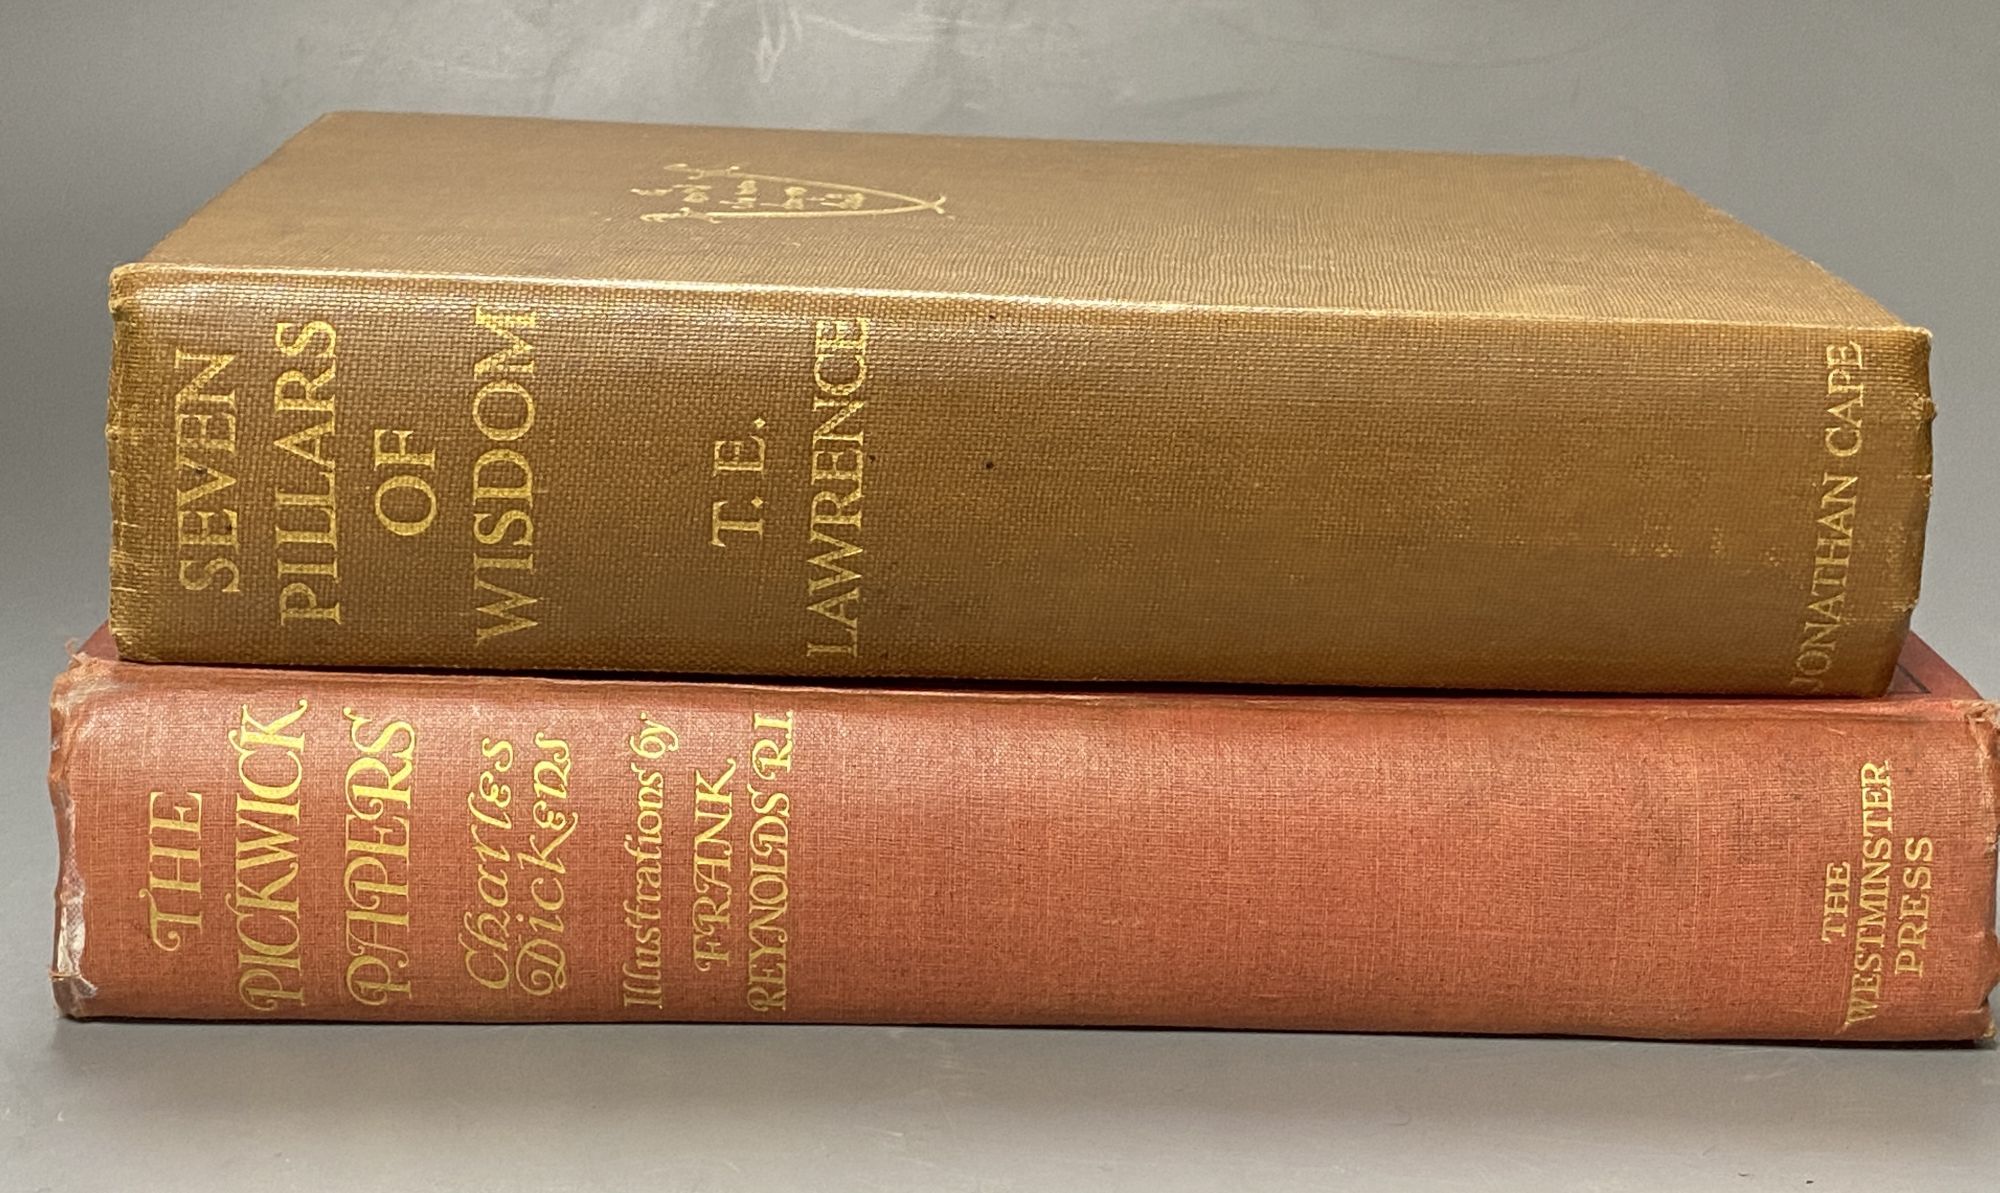 SEVEN
PILLARS
OF
WISDOM
T. E.
LAWRENCE
JONATHAN CAPE
THE
PICKWICK
PAPERS
Charles
Dickens
Illustrations by
FRANK
REYNOLDS R.I.
THE
WESTMINSTER
PRESS